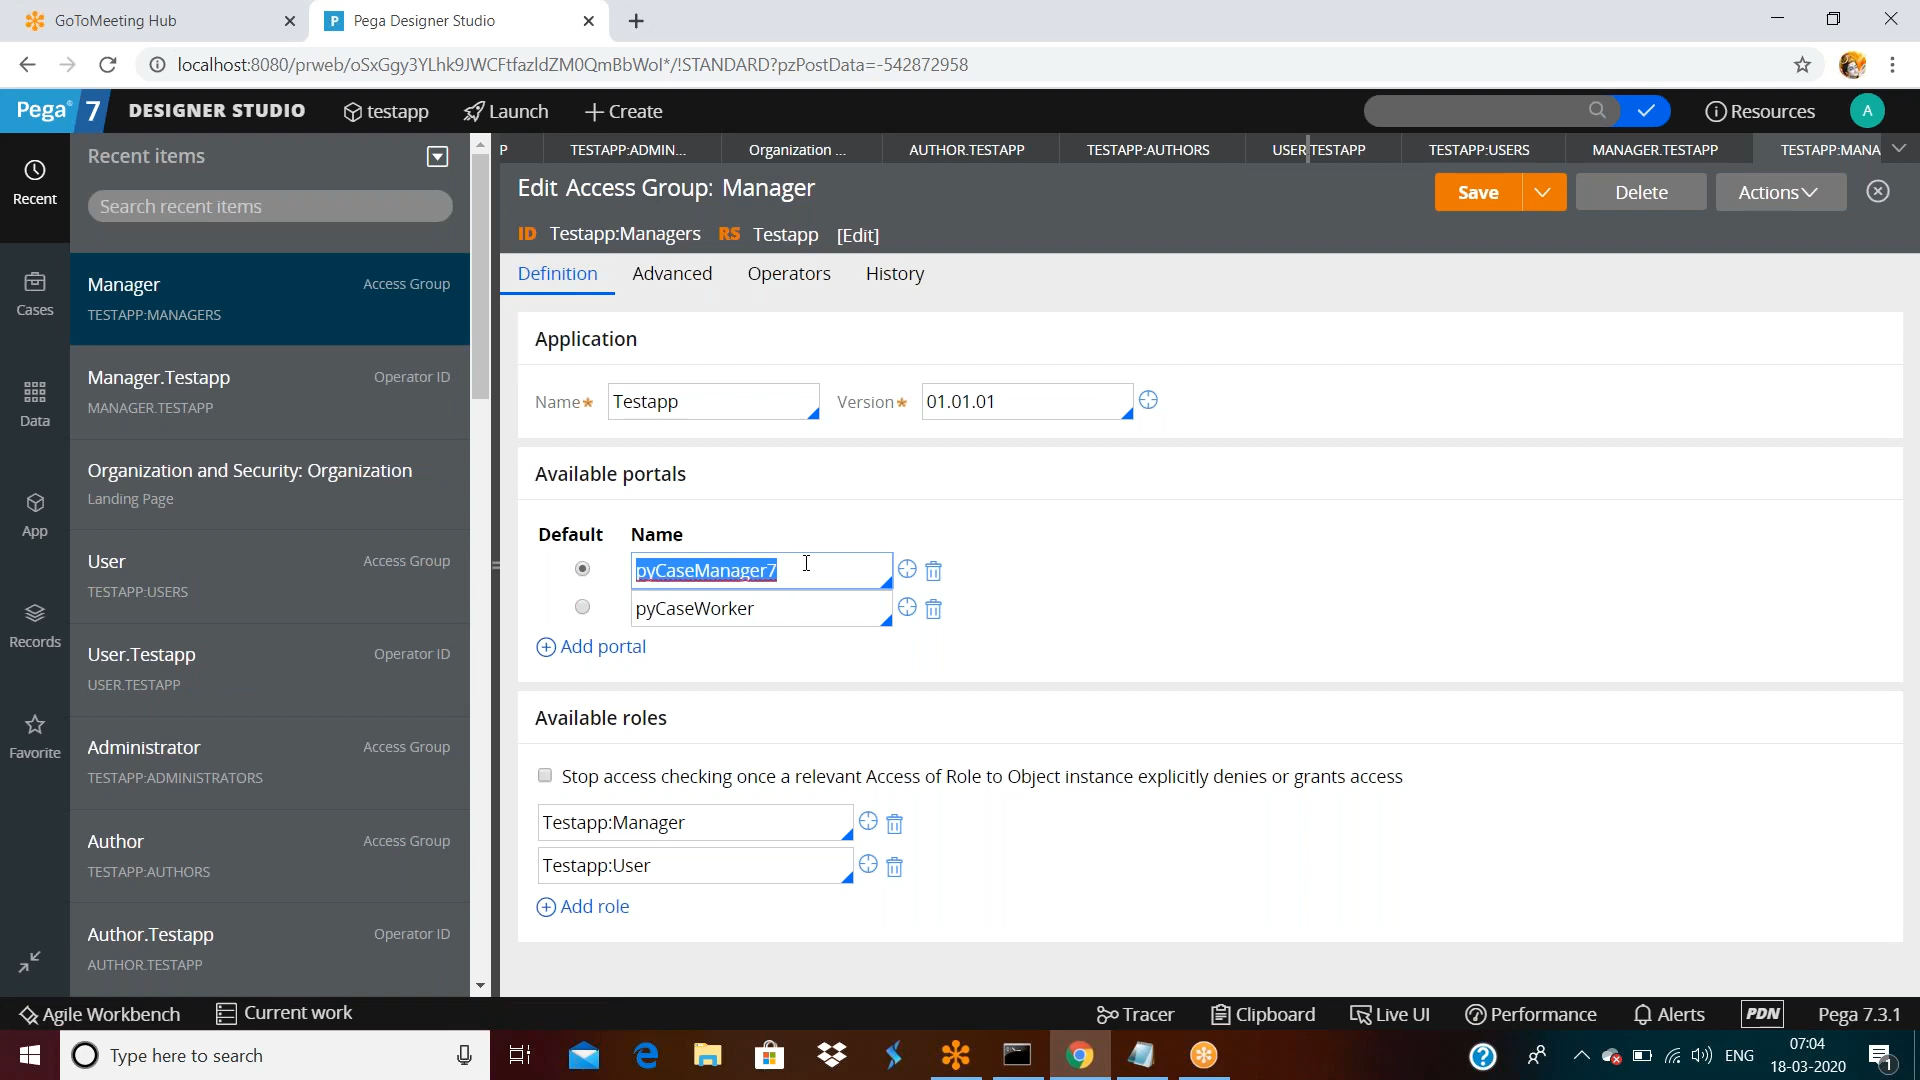 GoToMeeting Hub
P Pega Designer Studio
localhost:8080/prweb/oSxGgy3YLhk9JWCFtfazldZM0QmBbWol*/!STANDARD?pzPostData=-542872958
Pega 7 DESIGNER STUDIO testapp Launch Create Resources A
P TESTAPP:ADMIN... Organization ... AUTHOR.TESTAPP TESTAPP:AUTHORS USER.TESTAPP TESTAPP:USERS MANAGER.TESTAPP TESTAPP:MANA
Recent
Cases
Data
App
Records
Favorite
Recent items
Search recent items
Manager Access Group
TESTAPP:MANAGERS
Manager.Testapp Operator ID
MANAGER.TESTAPP
Organization and Security: Organization
Landing Page
User Access Group
TESTAPP:USERS
User.Testapp Operator ID
USER.TESTAPP
Administrator Access Group
TESTAPP:ADMINISTRATORS
Author Access Group
TESTAPP:AUTHORS
Author.Testapp Operator ID
AUTHOR.TESTAPP
Edit Access Group: Manager
Save Delete Actions
ID Testapp:Managers RS Testapp [Edit]
Definition Advanced Operators History
Application
Name* Testapp Version* 01.01.01
Available portals
Default Name
pyCaseManager7
pyCaseWorker
Add portal
Available roles
Stop access checking once a relevant Access of Role to Object instance explicitly denies or grants access
Testapp:Manager
Testapp:User
Add role
Agile Workbench Current work Tracer Clipboard Live UI Performance Alerts PDN Pega 7.3.1
Type here to search
ENG
07:04
18-03-2020
1